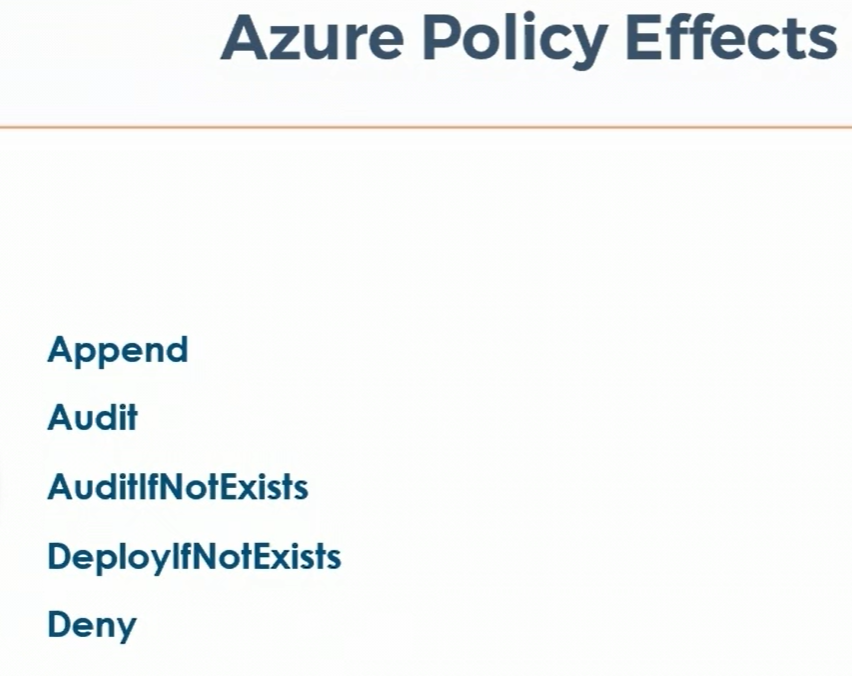 Azure Policy Effects
Append
Audit
AuditIfNotExists
DeployIfNotExists
Deny